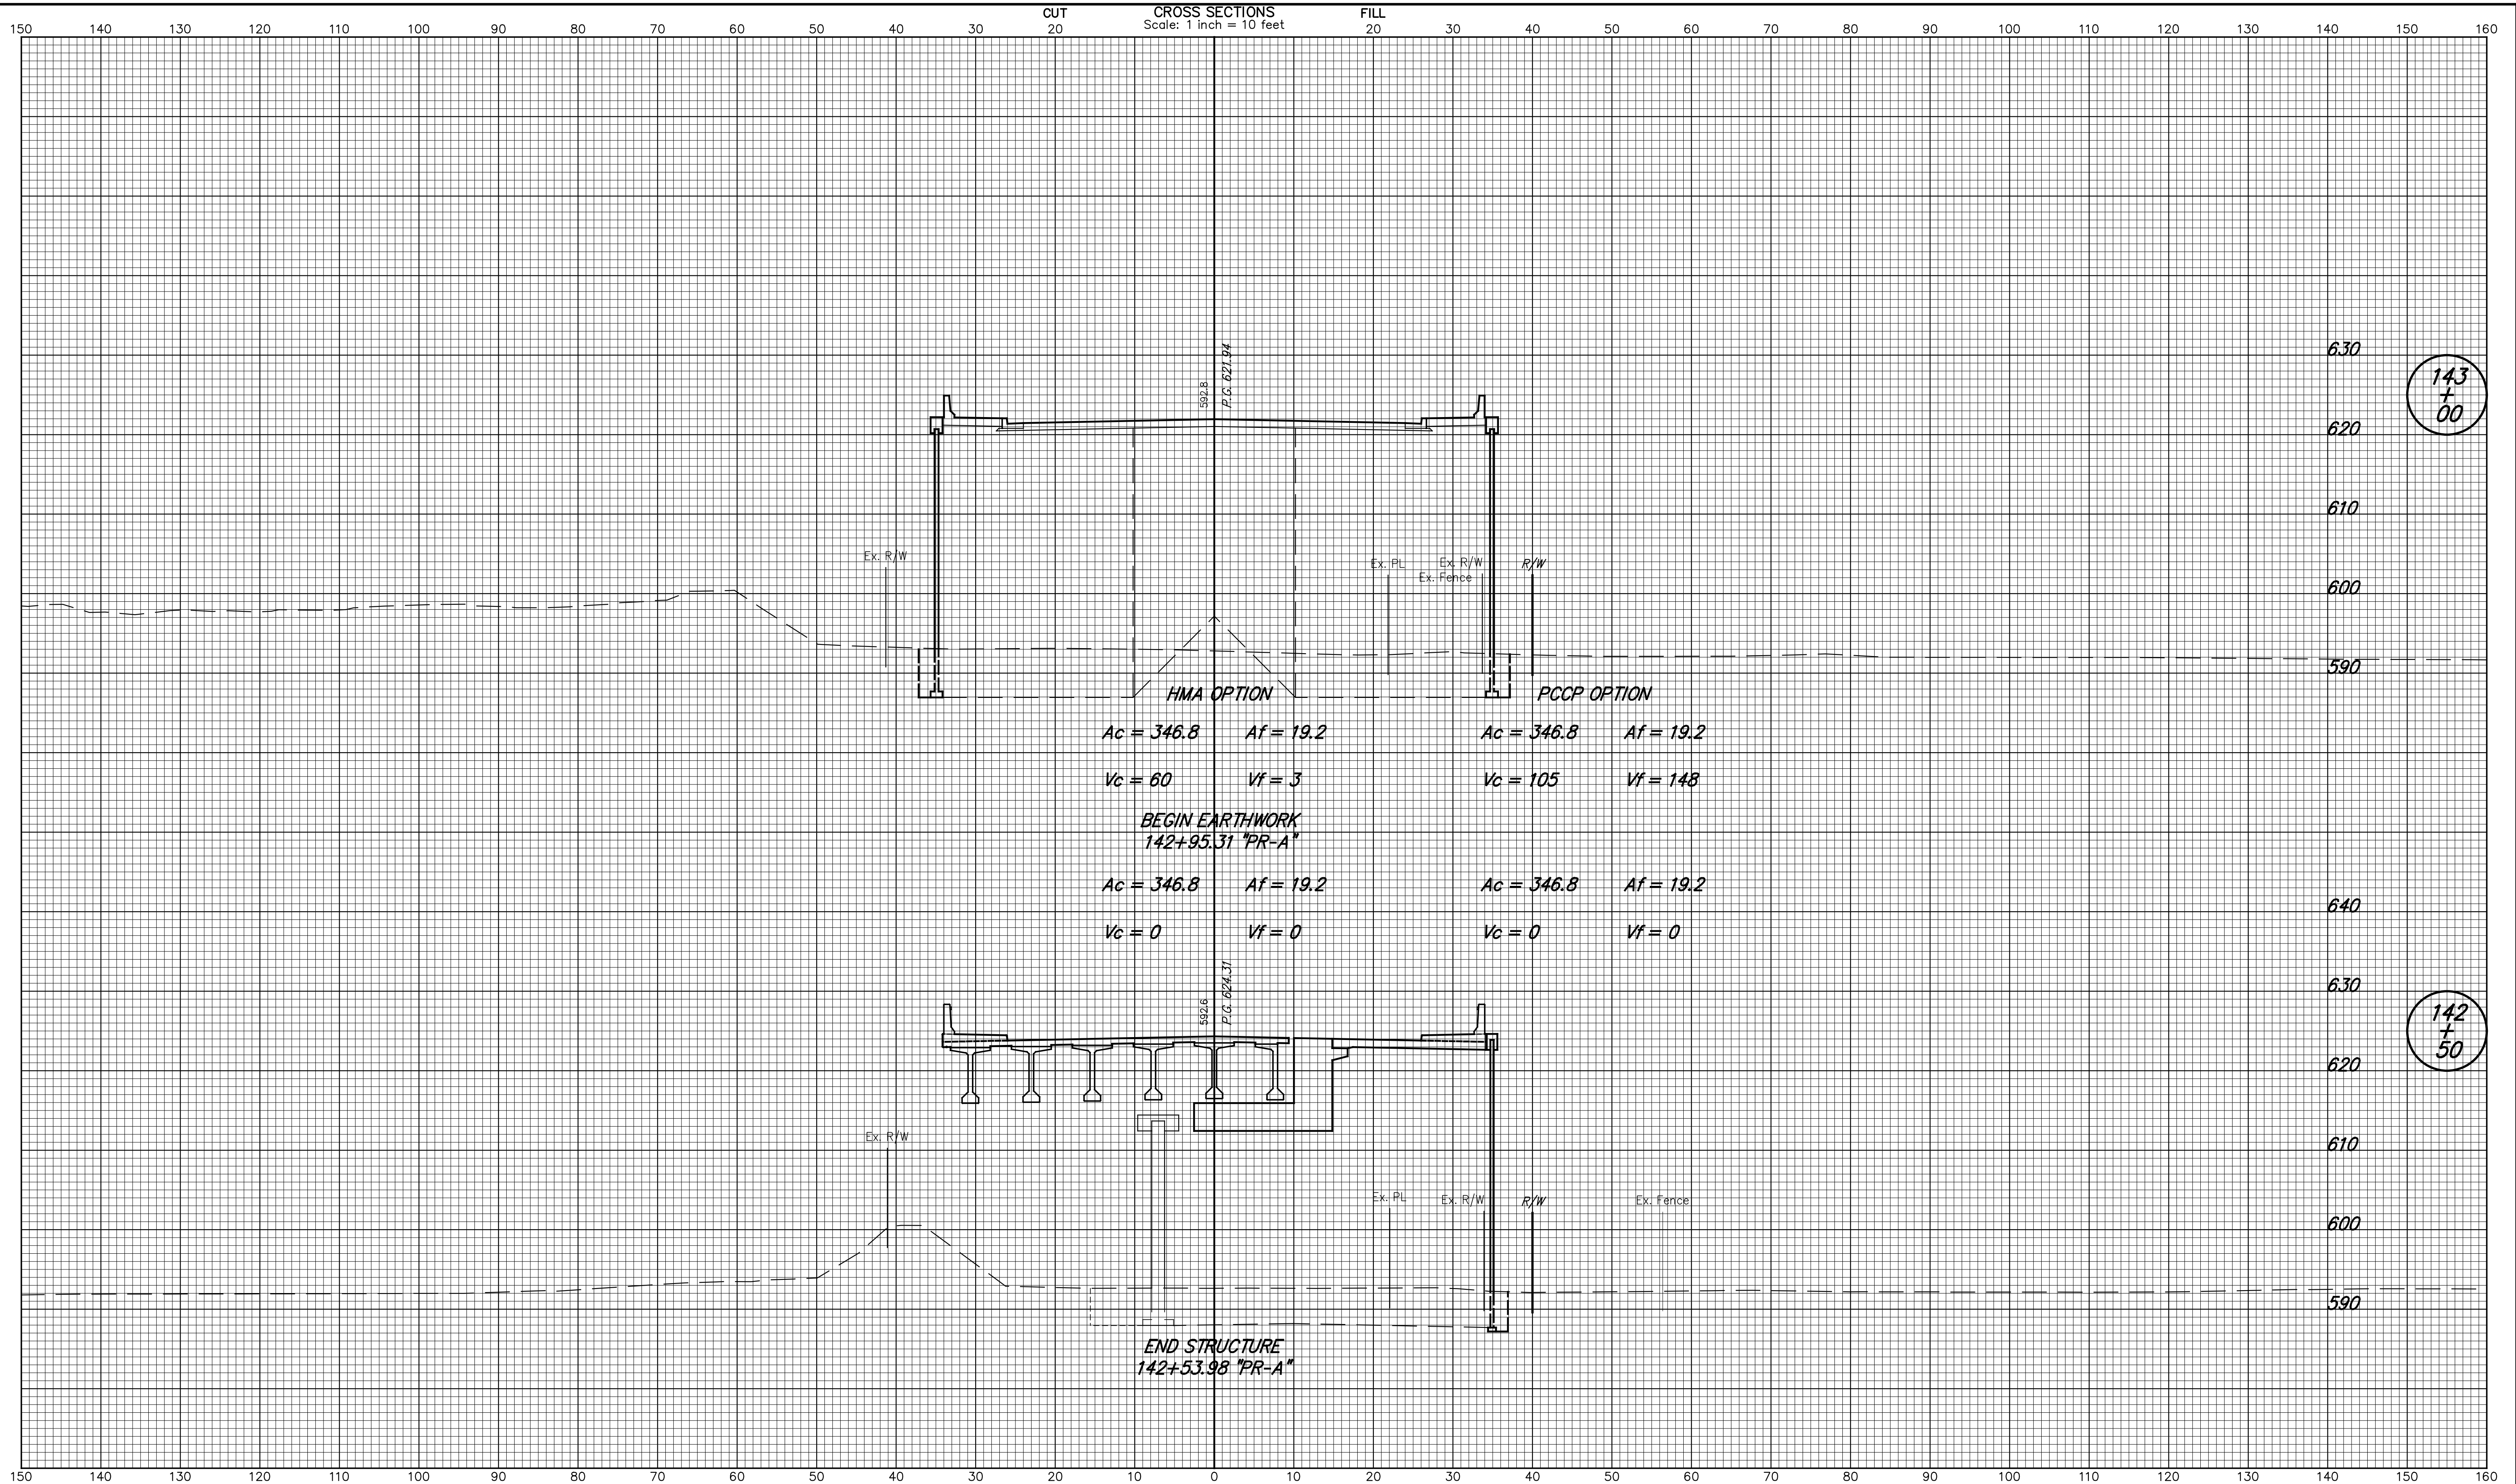 CUT CROSS SECTIONS FILL
Scale: 1 inch = 10 feet
150 140 130 120 110 100 90 80 70 60 50 40 30 20 0 20 30 40 50 60 70 80 90 100 110 120 130 140 150 160
630
143
+
00
592.8
P.G. 621.94
620
610
Ex. R/W
Ex. PL
Ex. R/W
Ex. Fence
R/W
600
590
HMA OPTION PCCP OPTION
Ac = 346.8 Af = 19.2 Ac = 346.8 Af = 19.2
Vc = 60 Vf = 3 Vc = 105 Vf = 148
BEGIN EARTHWORK
142+95.31 "PR-A"
Ac = 346.8 Af = 19.2 Ac = 346.8 Af = 19.2
640
Vc = 0 Vf = 0 Vc = 0 Vf = 0
630
142
+
50
592.6
P.G. 624.31
620
610
Ex. R/W
Ex. PL
Ex. R/W
R/W
Ex. Fence
600
590
END STRUCTURE
142+53.98 "PR-A"
150 140 130 120 110 100 90 80 70 60 50 40 30 20 10 0 10 20 30 40 50 60 70 80 90 100 110 120 130 140 150 160